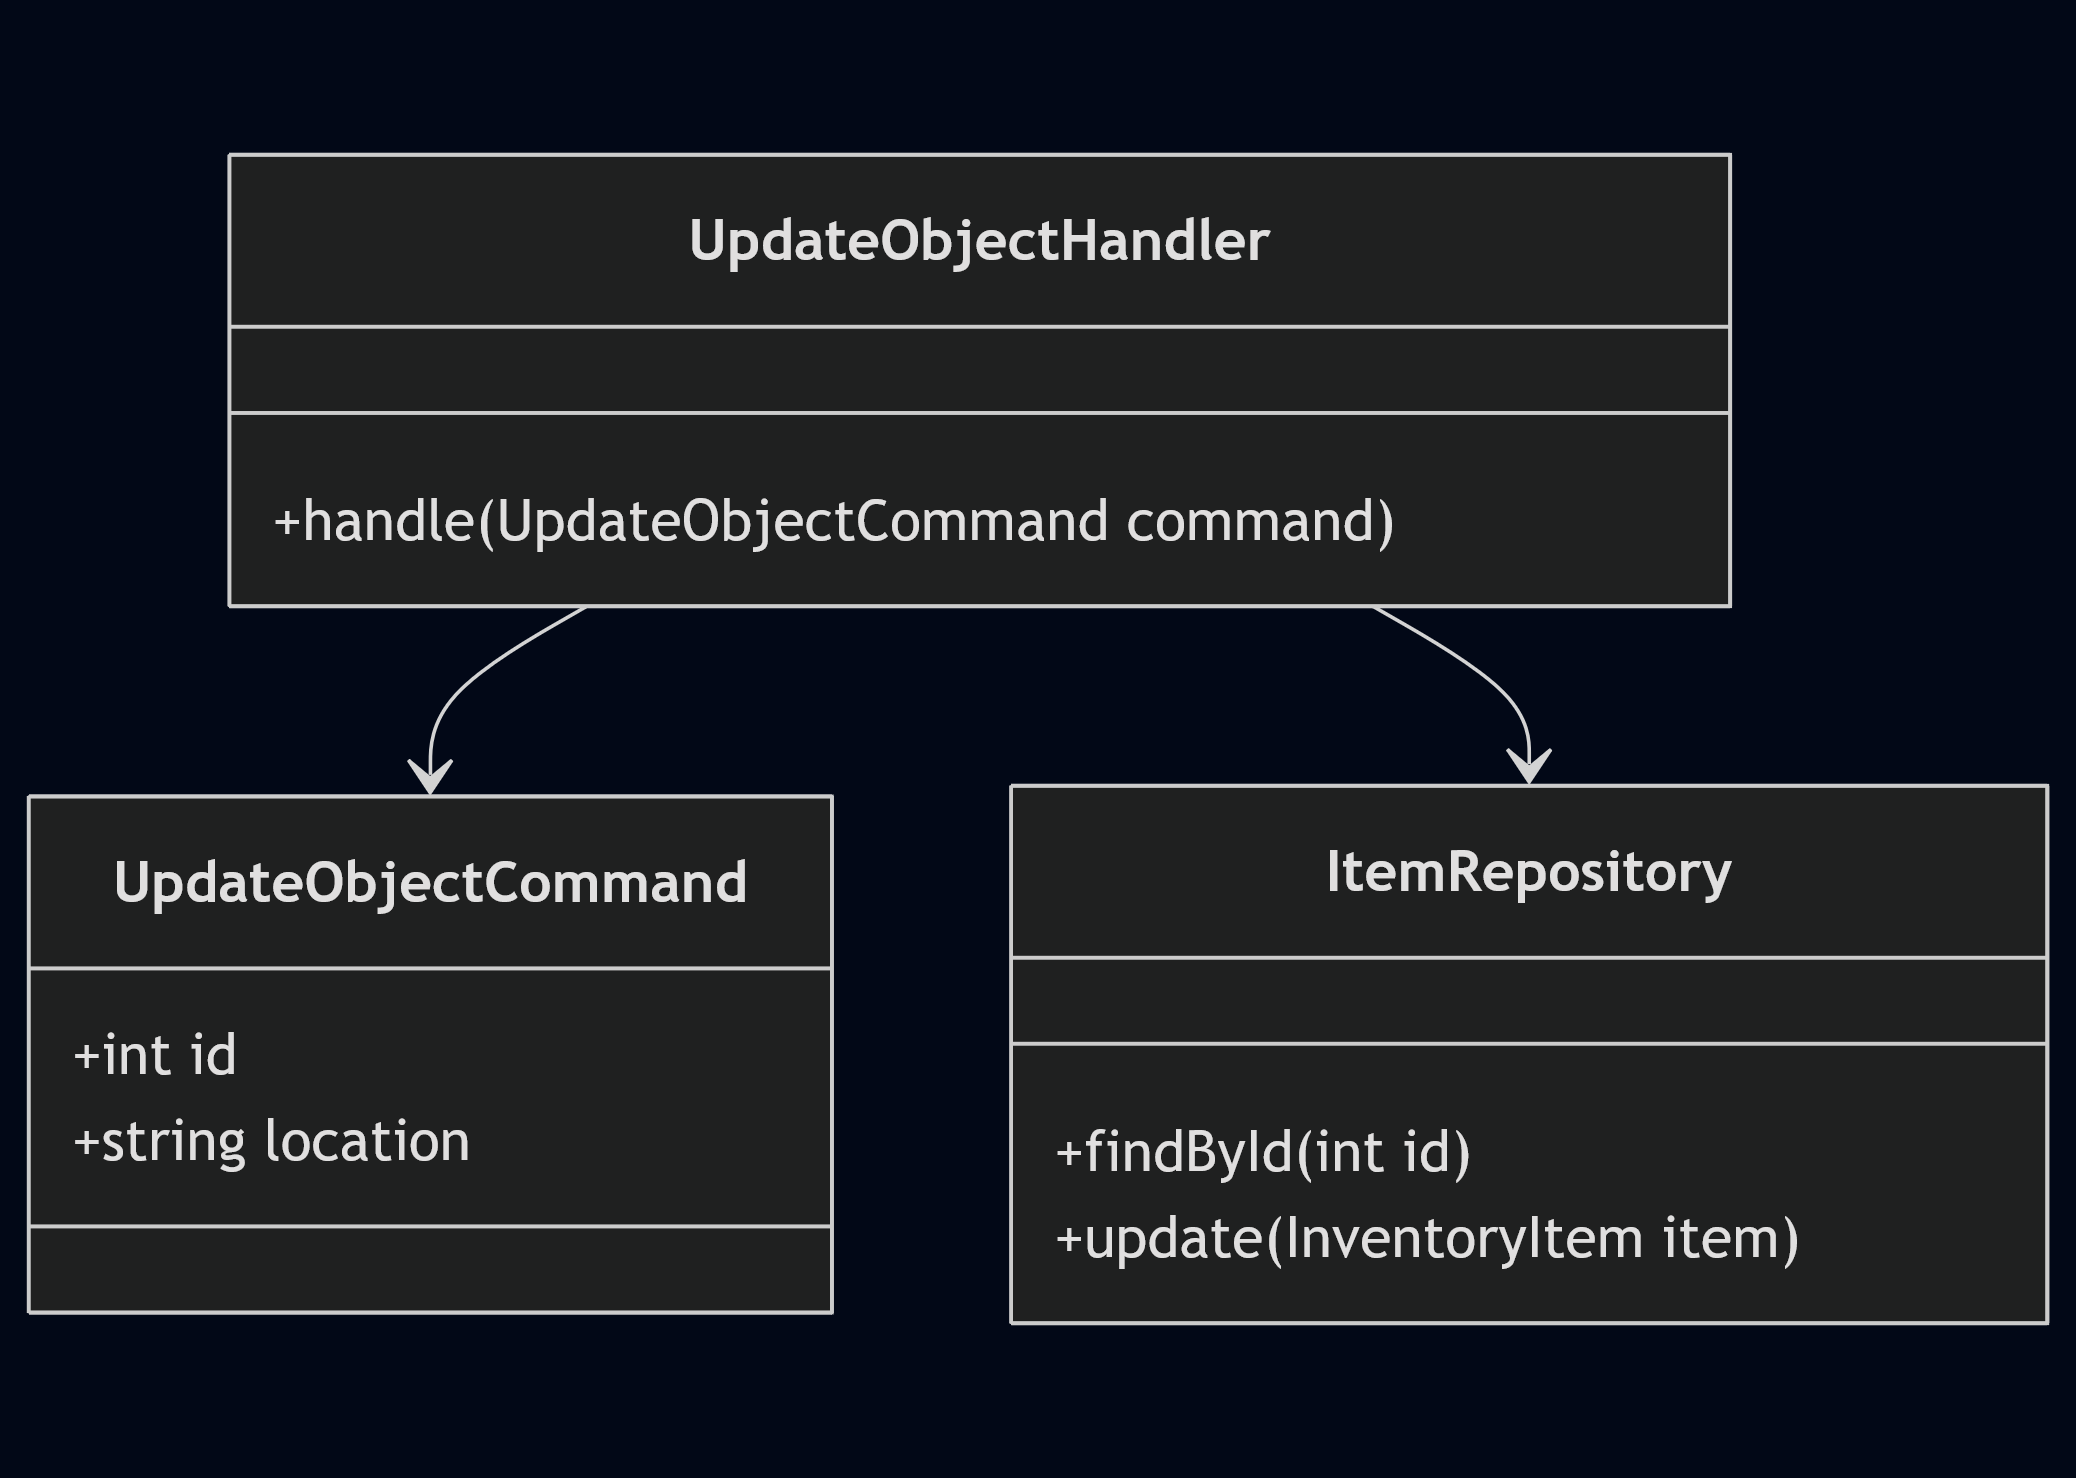 UpdateObjectHandler
+handle(UpdateObjectCommand command)
UpdateObjectCommand
+int id
+string location
ItemRepository
+findById(int id)
+update(InventoryItem item)